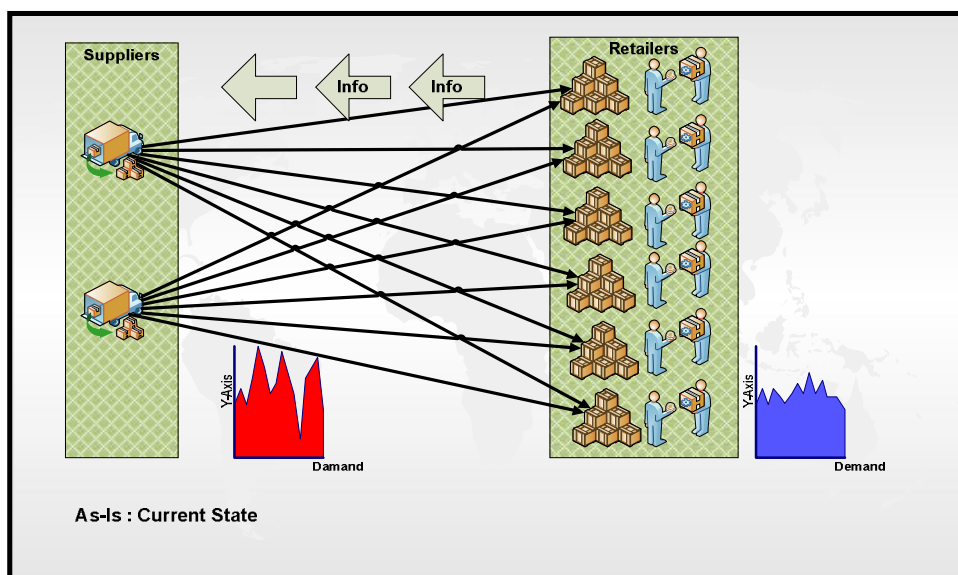 Suppliers
Retailers
Info
Info
Y-Axis
Damand
Y-Axis
Demand
As-Is : Current State